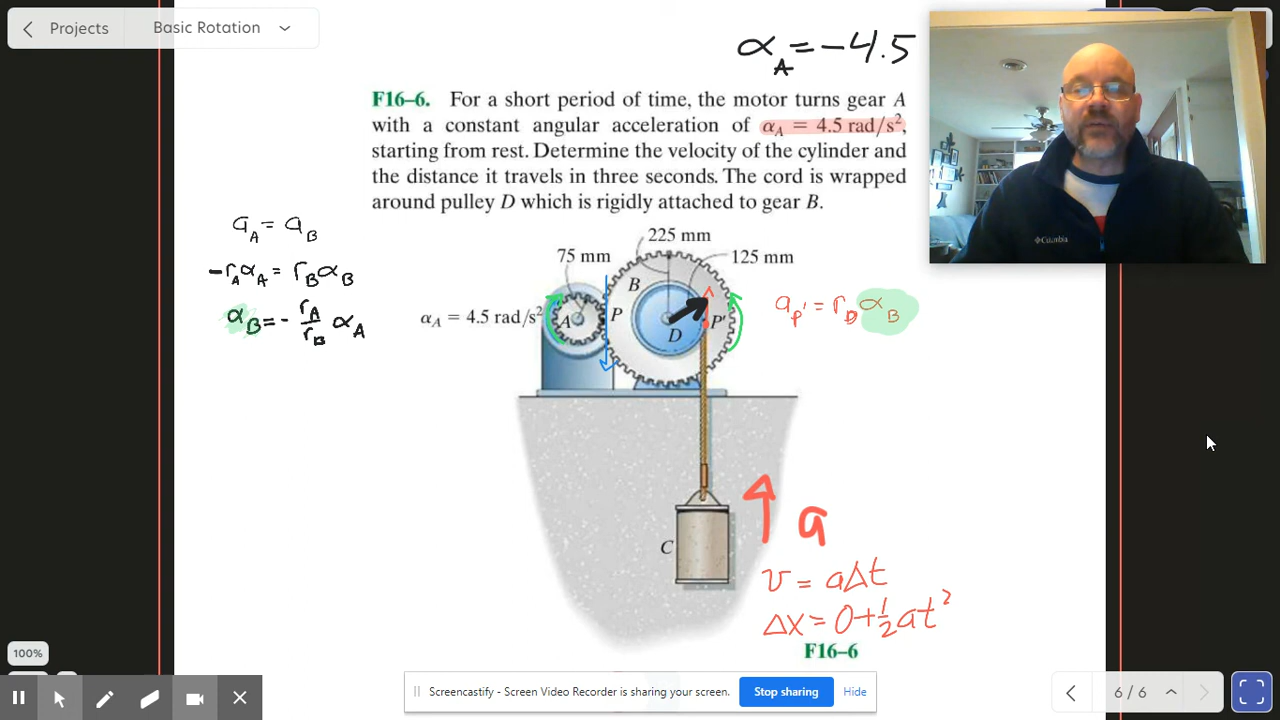 Projects
Basic Rotation
α_A = -4.5
F16–6. For a short period of time, the motor turns gear A
with a constant angular acceleration of α_A = 4.5 rad/s²,
starting from rest. Determine the velocity of the cylinder and
the distance it travels in three seconds. The cord is wrapped
around pulley D which is rigidly attached to gear B.
a_A = a_B
-r_A α_A = r_B α_B
α_B = - r_A/r_B α_A
225 mm
75 mm
125 mm
B
α_A = 4.5 rad/s²
A
P
P'
D
a_P' = r_D α_B
Columbia
a
C
v = aΔt
Δx = 0+½at²
F16–6
100%
Screencastify - Screen Video Recorder is sharing your screen.
Stop sharing
Hide
6 / 6